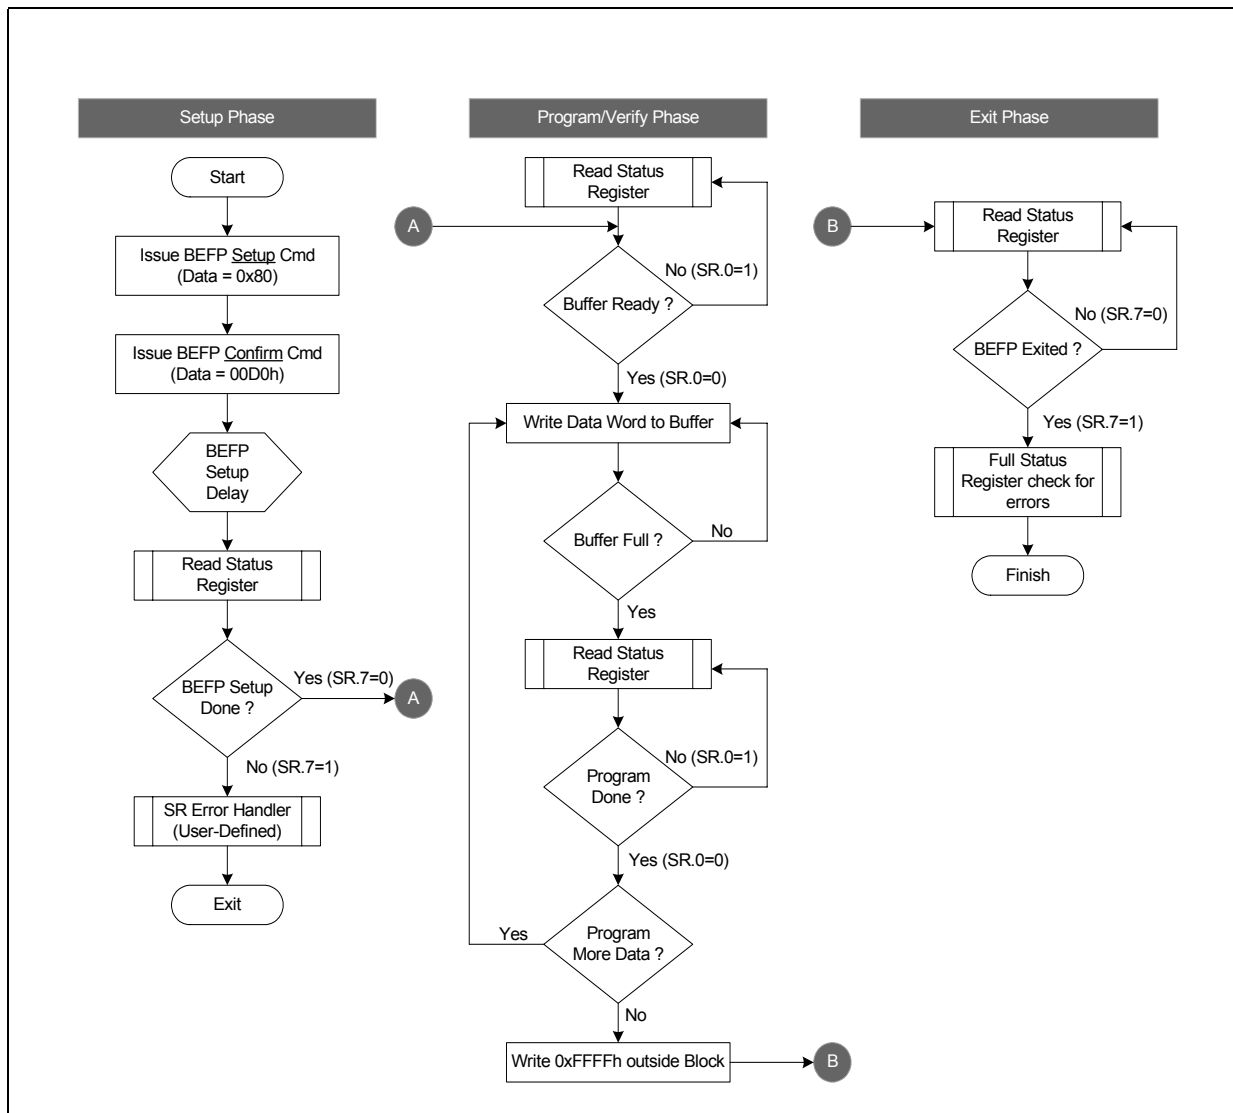 Setup Phase
Start
Issue BEFP Setup Cmd
(Data = 0x80)
Issue BEFP Confirm Cmd
(Data = 00D0h)
BEFP
Setup
Delay
Read Status
Register
BEFP Setup
Done ?
Yes (SR.7=0)
A
No (SR.7=1)
SR Error Handler
(User-Defined)
Exit
Program/Verify Phase
Read Status
Register
A
No (SR.0=1)
Buffer Ready ?
Yes (SR.0=0)
Write Data Word to Buffer
Buffer Full ?
No
Yes
Read Status
Register
No (SR.0=1)
Program
Done ?
Yes (SR.0=0)
Program
More Data ?
Yes
No
Write 0xFFFFh outside Block
B
Exit Phase
B
Read Status
Register
No (SR.7=0)
BEFP Exited ?
Yes (SR.7=1)
Full Status
Register check for
errors
Finish